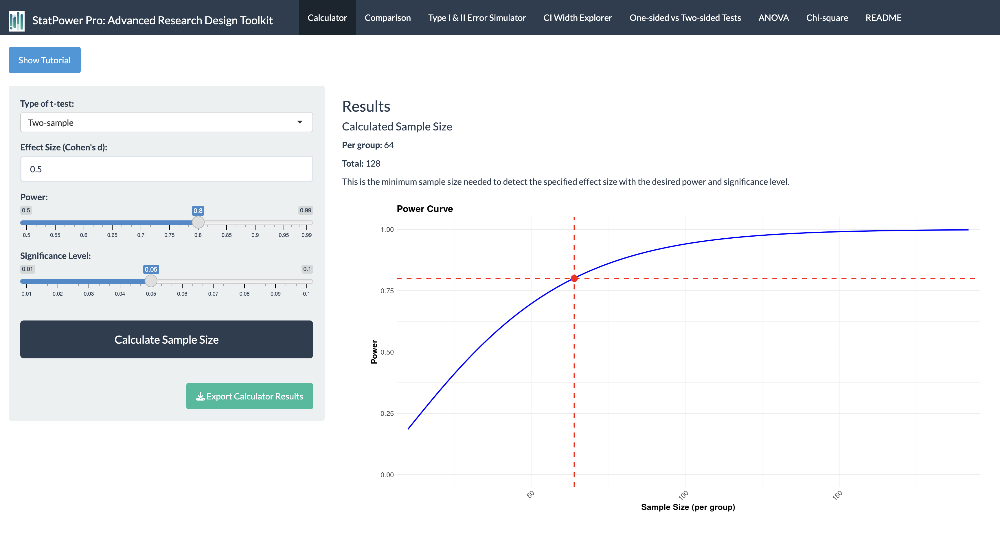 StatPower Pro: Advanced Research Design Toolkit
Calculator
Comparison
Type I & II Error Simulator
CI Width Explorer
One-sided vs Two-sided Tests
ANOVA
Chi-square
README
Show Tutorial
Type of t-test:
Two-sample
Effect Size (Cohen's d):
0.5
Power:
0.5 0.8 0.99
0.5 0.55 0.6 0.65 0.7 0.75 0.8 0.85 0.9 0.95 0.99
Significance Level:
0.01 0.05 0.1
0.01 0.02 0.03 0.04 0.05 0.06 0.07 0.08 0.09 0.1
Calculate Sample Size
Export Calculator Results
Results
Calculated Sample Size
Per group: 64
Total: 128
This is the minimum sample size needed to detect the specified effect size with the desired power and significance level.
Power Curve
1.00
0.75
0.50
0.25
0.00
Power
50 100 150
Sample Size (per group)